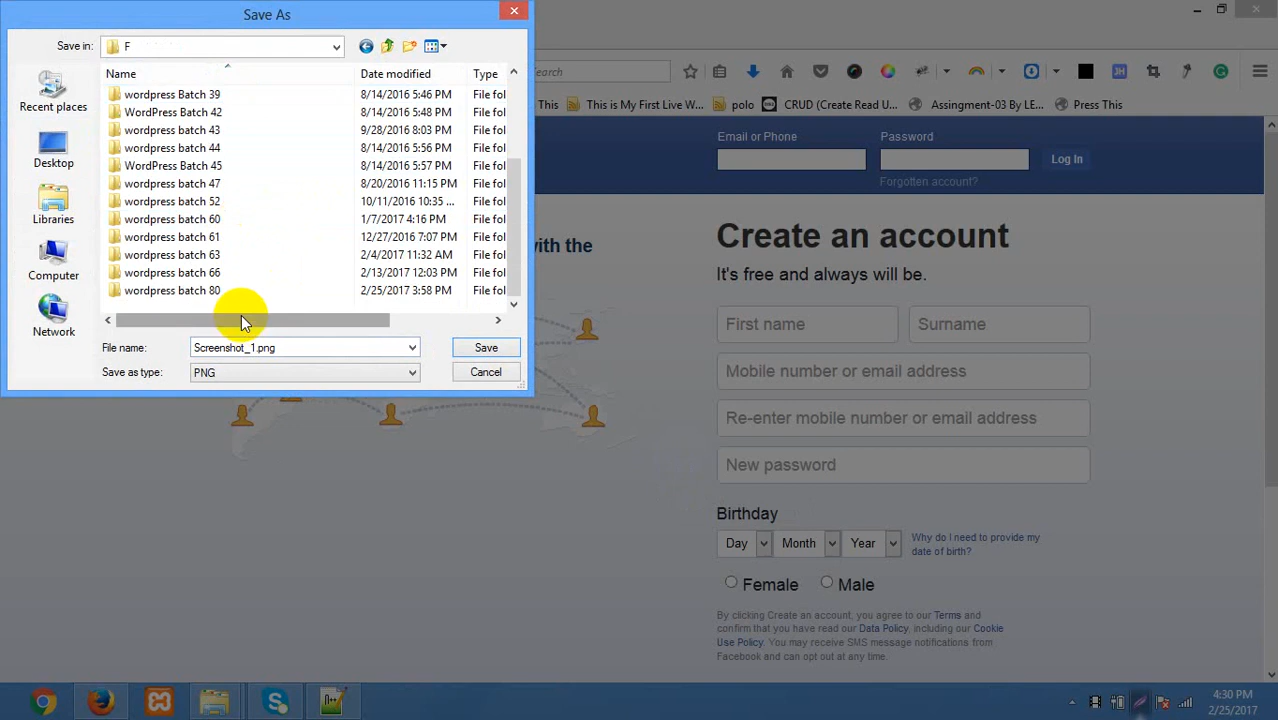 Save As
Save in: F
Name Date modified Type
wordpress Batch 39 8/14/2016 5:46 PM File fol
WordPress Batch 42 8/14/2016 5:48 PM File fol
wordpress batch 43 9/28/2016 8:03 PM File fol
wordpress batch 44 8/14/2016 5:56 PM File fol
WordPress Batch 45 8/14/2016 5:57 PM File fol
wordpress batch 47 8/20/2016 11:15 PM File fol
wordpress batch 52 10/11/2016 10:35 ... File fol
wordpress batch 60 1/7/2017 4:16 PM File fol
wordpress batch 61 12/27/2016 7:07 PM File fol
wordpress batch 63 2/4/2017 11:32 AM File fol
wordpress batch 66 2/13/2017 12:03 PM File fol
wordpress batch 80 2/25/2017 3:58 PM File fol
Recent places
Desktop
Libraries
Computer
Network
File name: Screenshot_1.png Save
Save as type: PNG Cancel
earch
This This is My First Live W... polo CRUD (Create Read U... Assingment-03 By LE... Press This
Email or Phone Password
Log In
Forgotten account?
with the
Create an account
It's free and always will be.
First name Surname
Mobile number or email address
Re-enter mobile number or email address
New password
Birthday
Day Month Year Why do I need to provide my
date of birth?
Female Male
By clicking Create an account, you agree to our Terms and
confirm that you have read our Data Policy, including our Cookie
Use Policy. You may receive SMS message notifications from
Facebook and can opt out at any time.
4:30 PM
2/25/2017